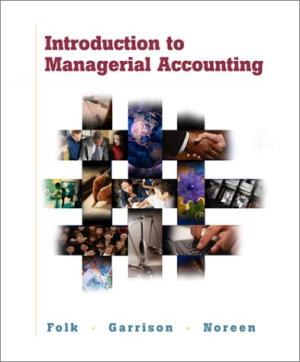 Introduction to
Managerial Accounting
Folk • Garrison • Noreen